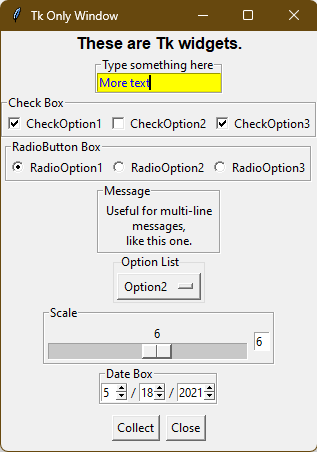 Tk Only Window
These are Tk widgets.
Type something here
More text
Check Box
CheckOption1 CheckOption2 CheckOption3
RadioButton Box
RadioOption1 RadioOption2 RadioOption3
Message
Useful for multi-line
messages,
like this one.
Option List
Option2
Scale
6
6
Date Box
5 / 18 / 2021
Collect Close